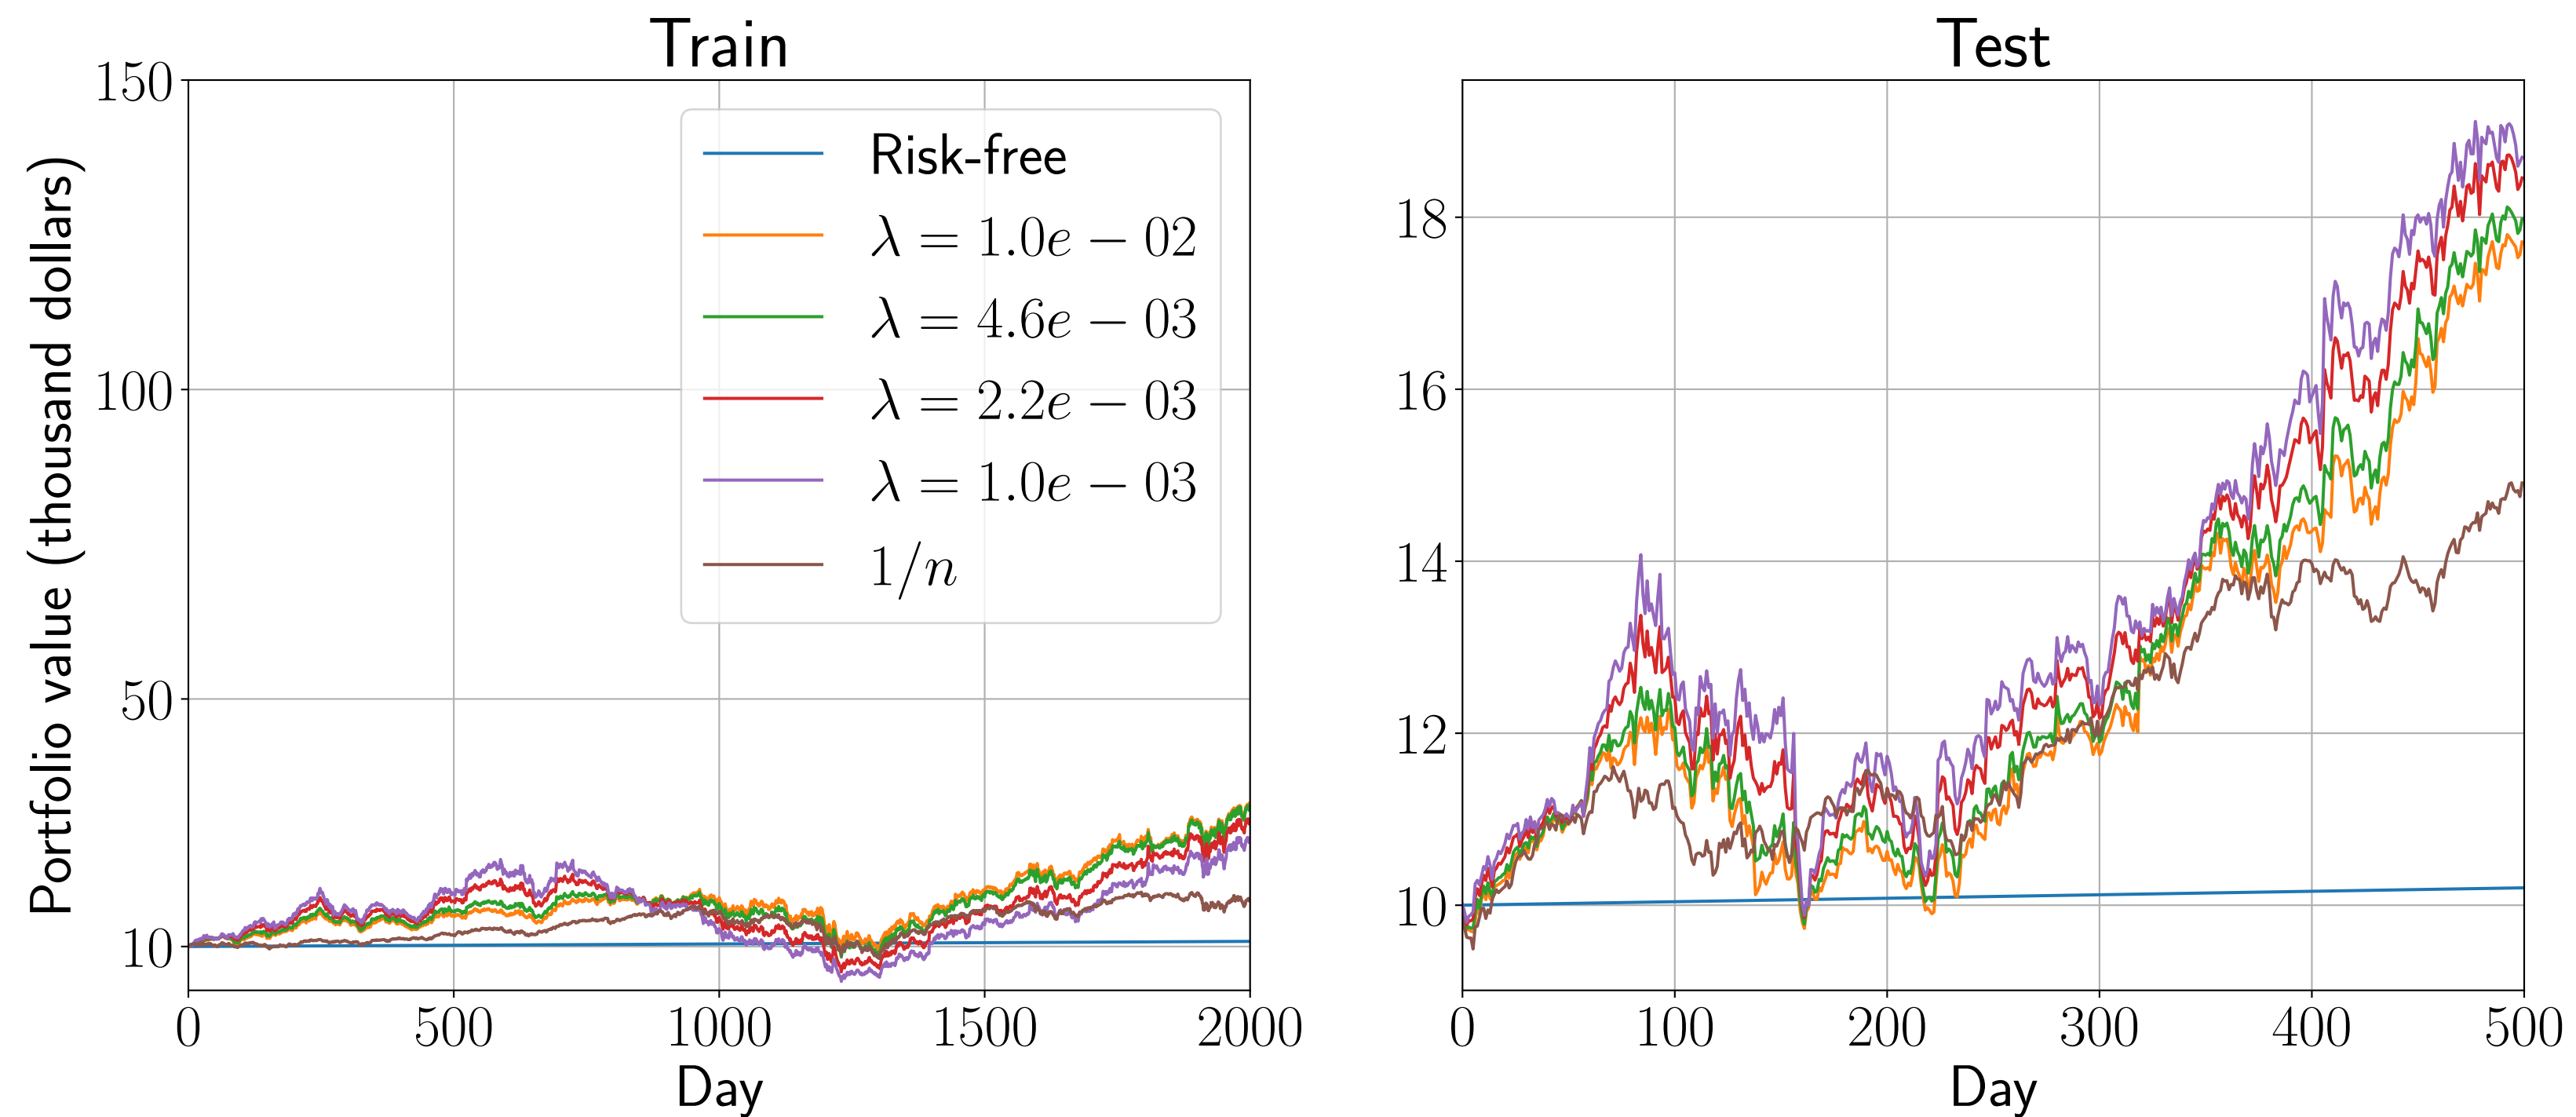 Train
Test
Portfolio value (thousand dollars)
150
100
50
10
Risk-free
λ = 1.0e − 02
λ = 4.6e − 03
λ = 2.2e − 03
λ = 1.0e − 03
1/n
0 500 1000 1500 2000
Day
18
16
14
12
10
0 100 200 300 400 500
Day